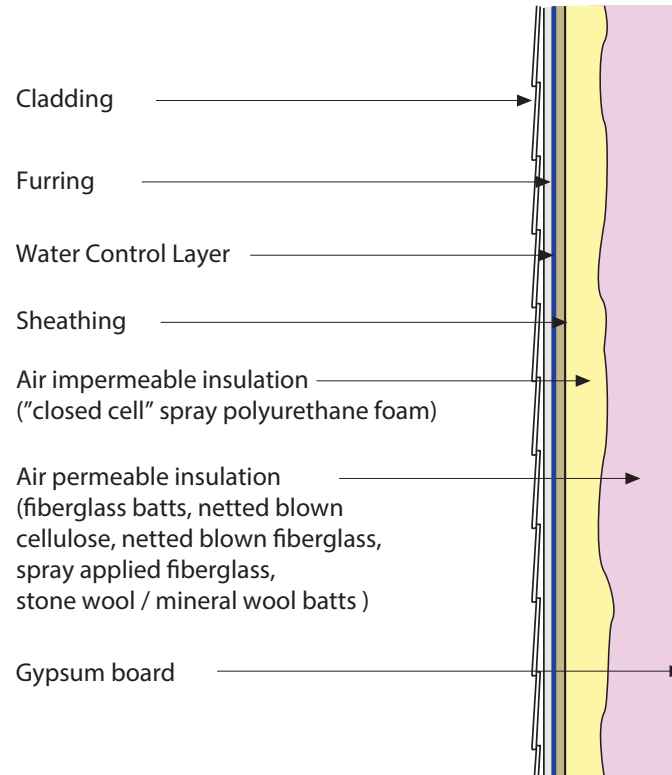 Cladding
Furring
Water Control Layer
Sheathing
Air impermeable insulation
(”closed cell” spray polyurethane foam)
Air permeable insulation
(fiberglass batts, netted blown
cellulose, netted blown fiberglass,
spray applied fiberglass,
stone wool / mineral wool batts )
Gypsum board